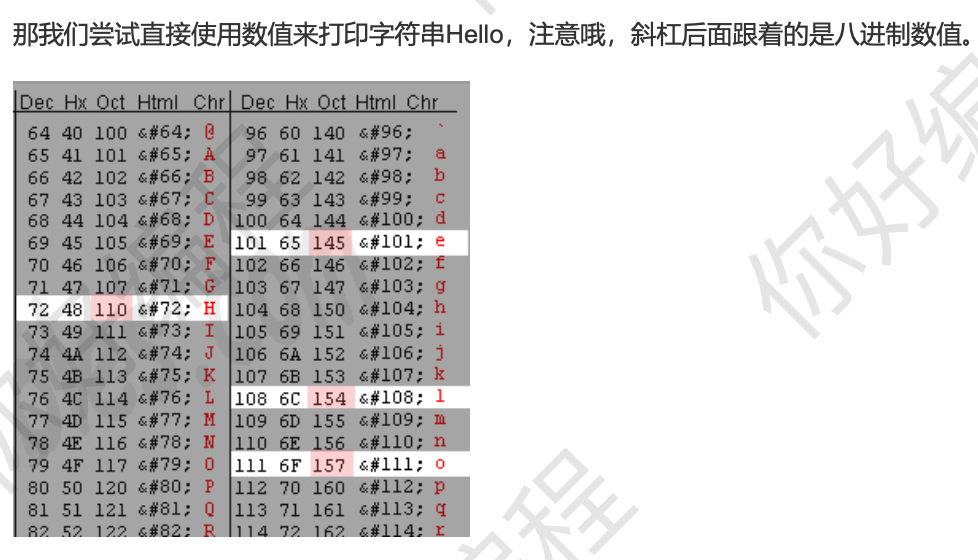 那我们尝试直接使用数值来打印字符串Hello，注意哦，斜杠后面跟着的是八进制数值。
Dec Hx Oct Html Chr Dec Hx Oct Html Chr
64 40 100 &#64; @ 96 60 140 &#96; `
65 41 101 &#65; A 97 61 141 &#97; a
66 42 102 &#66; B 98 62 142 &#98; b
67 43 103 &#67; C 99 63 143 &#99; c
68 44 104 &#68; D 100 64 144 &#100; d
69 45 105 &#69; E 101 65 145 &#101; e
70 46 106 &#70; F 102 66 146 &#102; f
71 47 107 &#71; G 103 67 147 &#103; g
72 48 110 &#72; H 104 68 150 &#104; h
73 49 111 &#73; I 105 69 151 &#105; i
74 4A 112 &#74; J 106 6A 152 &#106; j
75 4B 113 &#75; K 107 6B 153 &#107; k
76 4C 114 &#76; L 108 6C 154 &#108; l
77 4D 115 &#77; M 109 6D 155 &#109; m
78 4E 116 &#78; N 110 6E 156 &#110; n
79 4F 117 &#79; O 111 6F 157 &#111; o
80 50 120 &#80; P 112 70 160 &#112; p
81 51 121 &#81; Q 113 71 161 &#113; q
82 52 122 &#82; R 114 72 162 &#114; r
你好编程
你好编
编程